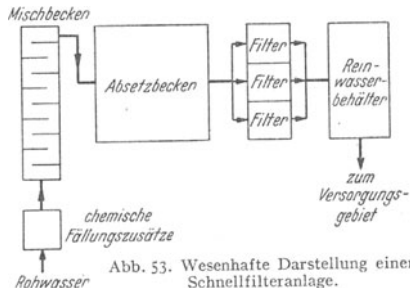 Mischbecken
Absetzbecken
Filter
Filter
Filter
Rein-
wasser-
behälter
zum
Versorgungs-
gebiet
chemische
Fällungszusätze
Rohwasser
Abb. 53. Wesenhafte Darstellung einer
Schnellfilteranlage.